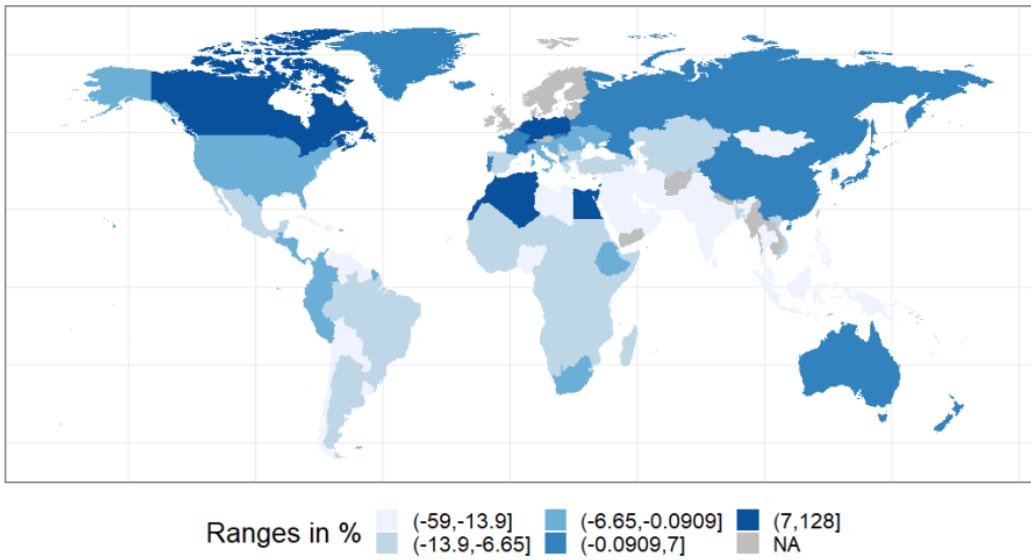 Ranges in %
(-59,-13.9] (-6.65,-0.0909] (7,128]
(-13.9,-6.65] (-0.0909,7] NA